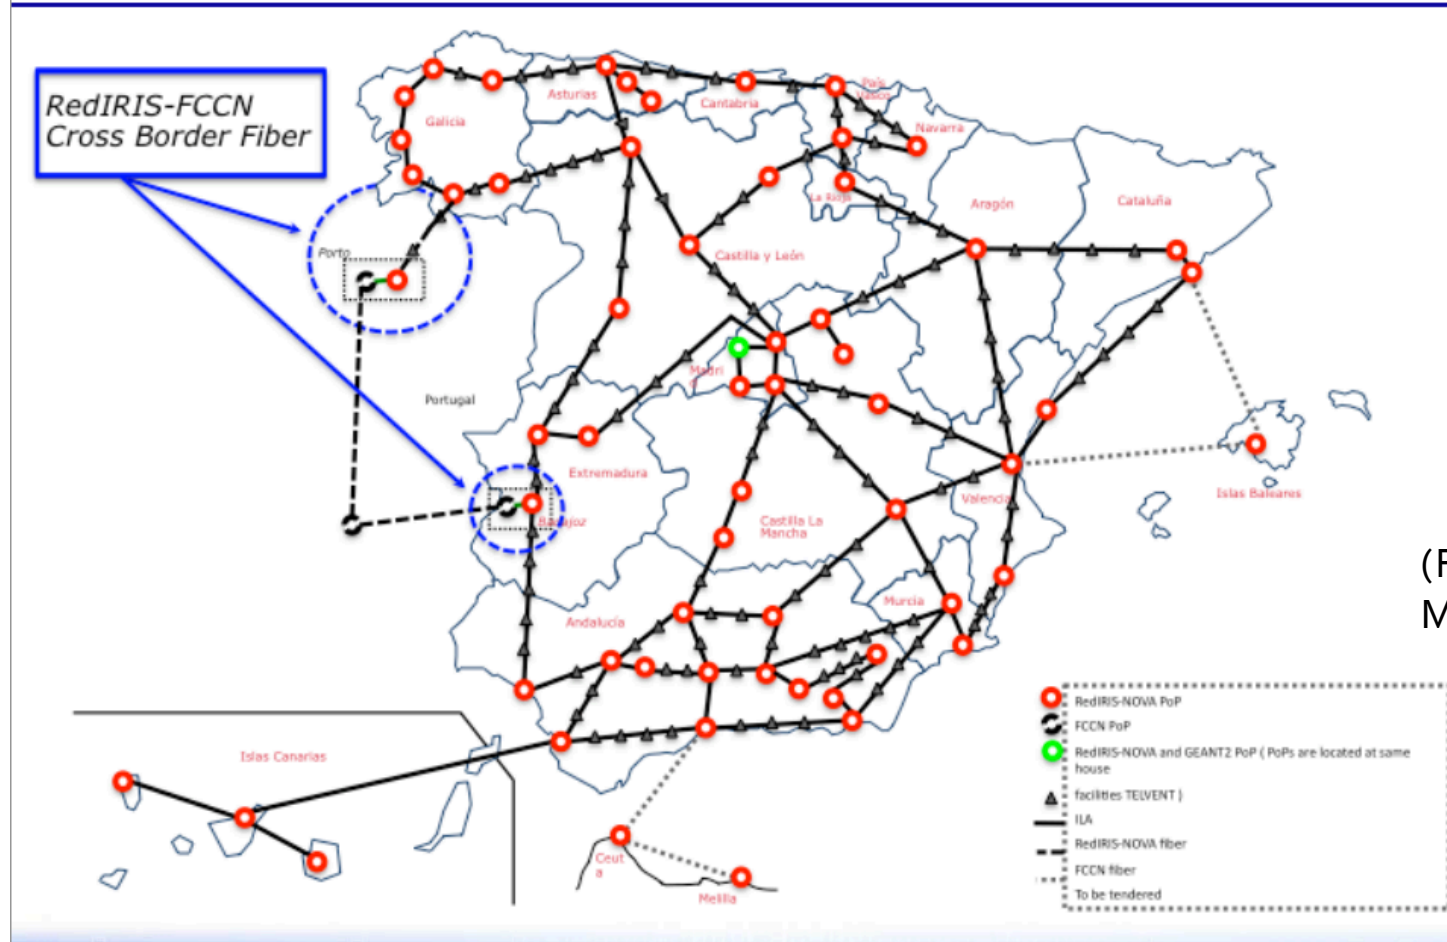 RedIRIS-FCCN
Cross Border Fiber
Galicia
Asturias
Cantabria
País
Vasco
Navarra
La Rioja
Aragón
Cataluña
Porto
Castilla y León
Madri
d
Portugal
Extremadura
Badajoz
Castilla La
Mancha
Valencia
Islas Baleares
Murcia
Andalucía
Islas Canarias
Ceut
a
Melilla
(F
M
RedIRIS-NOVA PoP
FCCN PoP
RedIRIS-NOVA and GEANT2 PoP ( PoPs are located at same
house
facilities TELVENT )
ILA
RedIRIS-NOVA fiber
FCCN fiber
To be tendered